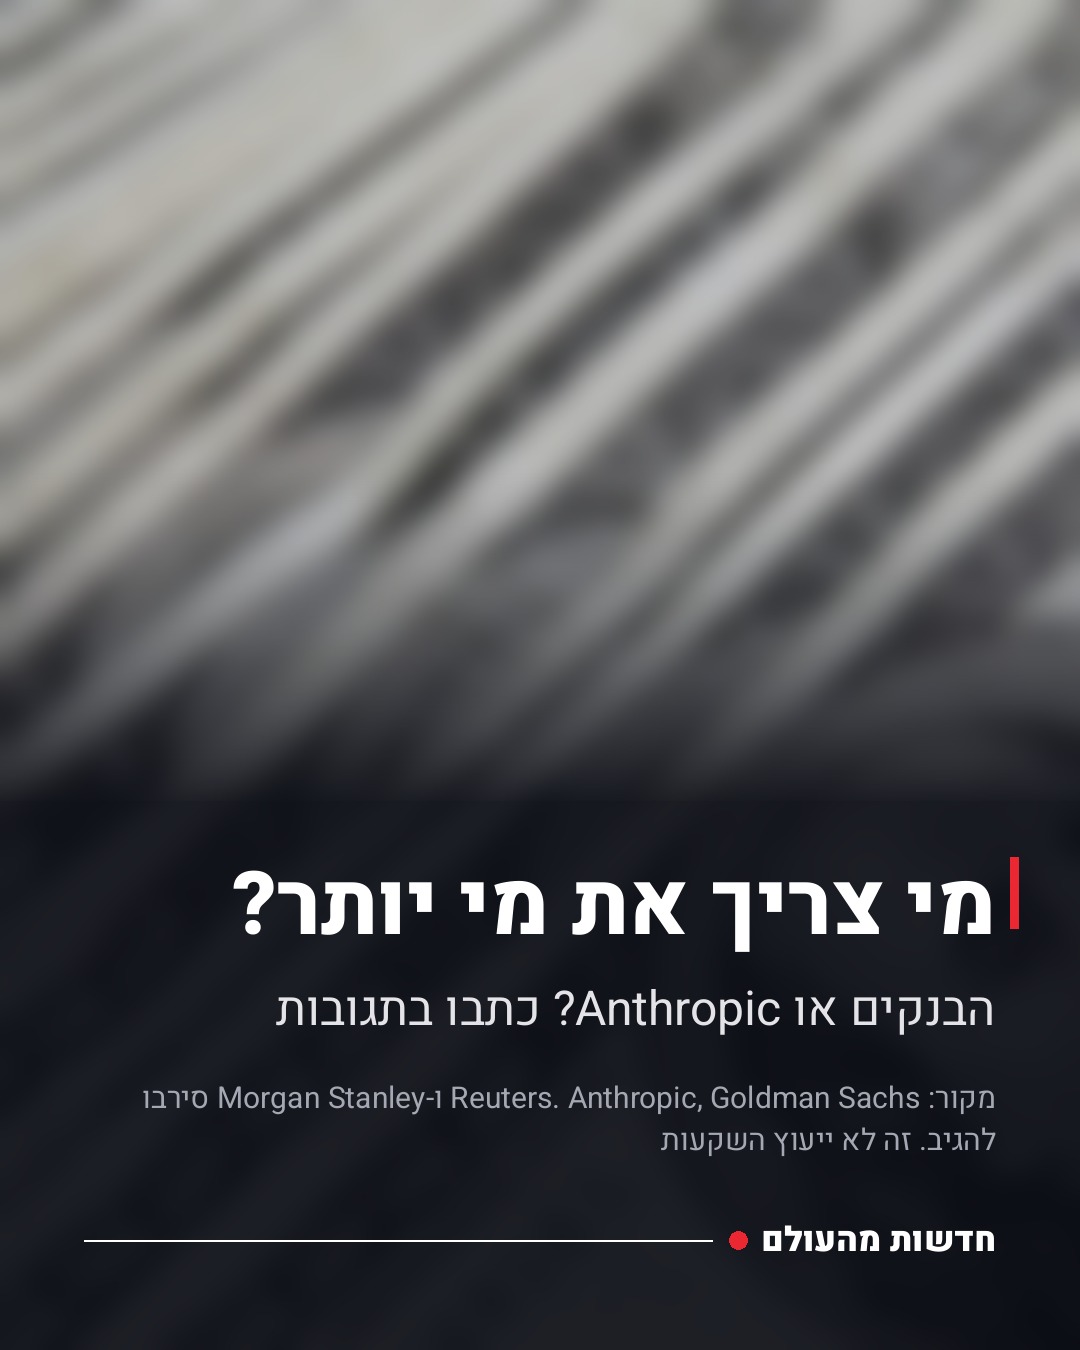 מי צריך את מי יותר?
הבנקים או Anthropic? כתבו בתגובות
מקור: Reuters. Anthropic, Goldman Sachs ו-Morgan Stanley סירבו
להגיב. זה לא ייעוץ השקעות
חדשות מהעולם